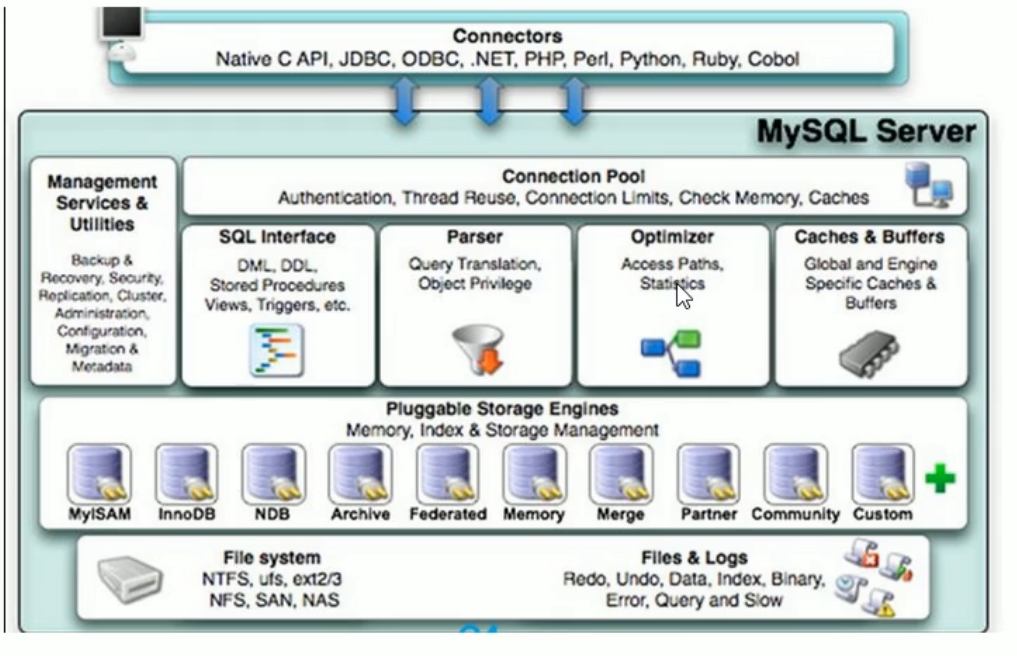 Connectors
Native C API, JDBC, ODBC, .NET, PHP, Perl, Python, Ruby, Cobol
MySQL Server
Management
Services &
Utilities
Backup &
Recovery, Security,
Replication, Cluster,
Administration,
Configuration,
Migration &
Metadata
Connection Pool
Authentication, Thread Reuse, Connection Limits, Check Memory, Caches
SQL Interface
DML, DDL,
Stored Procedures
Views, Triggers, etc.
Parser
Query Translation,
Object Privilege
Optimizer
Access Paths,
Statistics
Caches & Buffers
Global and Engine
Specific Caches &
Buffers
Pluggable Storage Engines
Memory, Index & Storage Management
MyISAM
InnoDB
NDB
Archive
Federated
Memory
Merge
Partner
Community
Custom
File system
NTFS, ufs, ext2/3
NFS, SAN, NAS
Files & Logs
Redo, Undo, Data, Index, Binary,
Error, Query and Slow